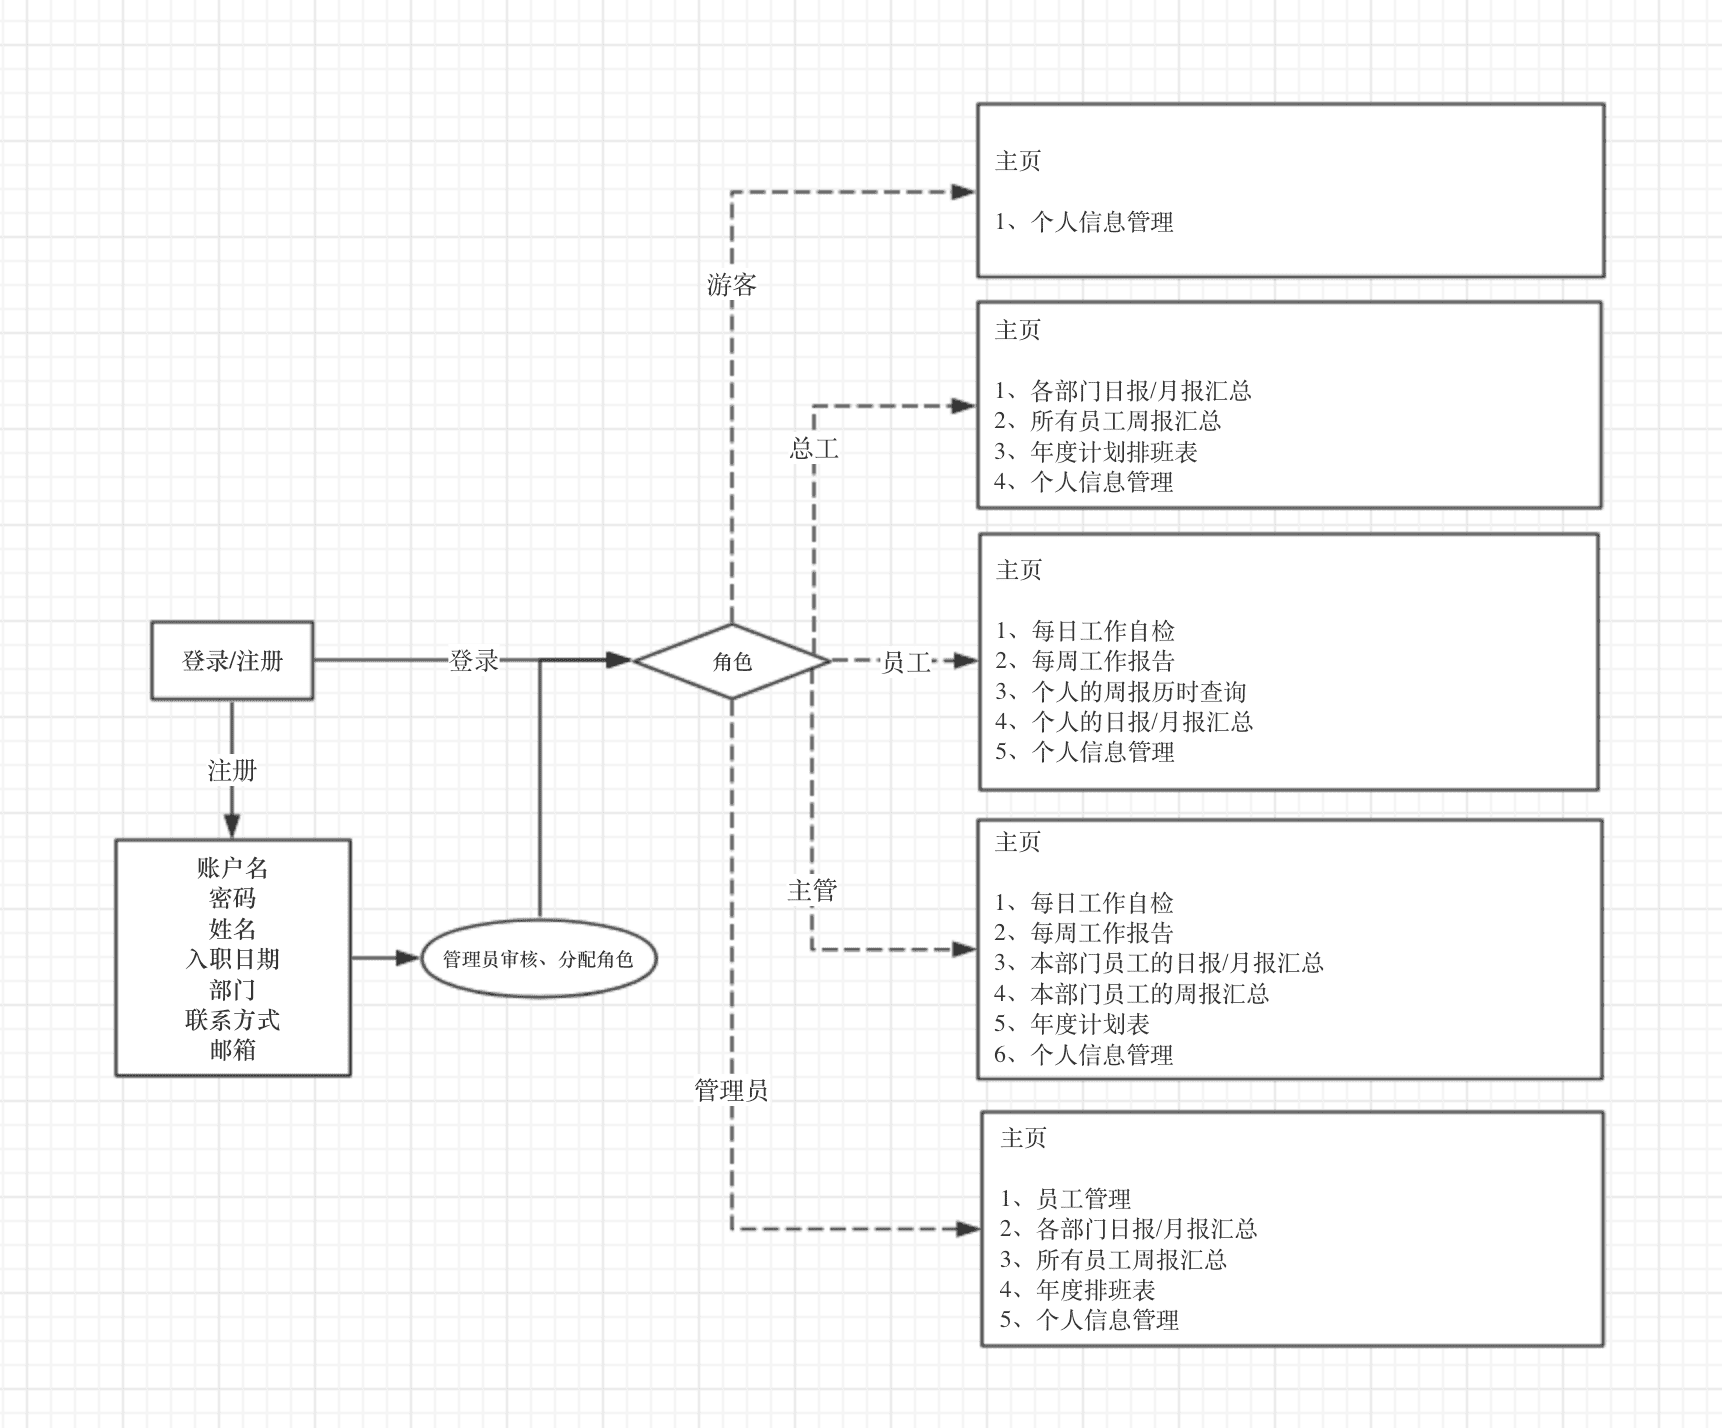 登录/注册
登录
注册
账户名
密码
姓名
入职日期
部门
联系方式
邮箱
管理员审核、分配角色
角色
游客
总工
员工
主管
管理员
主页
1、个人信息管理
主页
1、各部门日报/月报汇总
2、所有员工周报汇总
3、年度计划排班表
4、个人信息管理
主页
1、每日工作自检
2、每周工作报告
3、个人的周报历时查询
4、个人的日报/月报汇总
5、个人信息管理
主页
1、每日工作自检
2、每周工作报告
3、本部门员工的日报/月报汇总
4、本部门员工的周报汇总
5、年度计划表
6、个人信息管理
主页
1、员工管理
2、各部门日报/月报汇总
3、所有员工周报汇总
4、年度排班表
5、个人信息管理